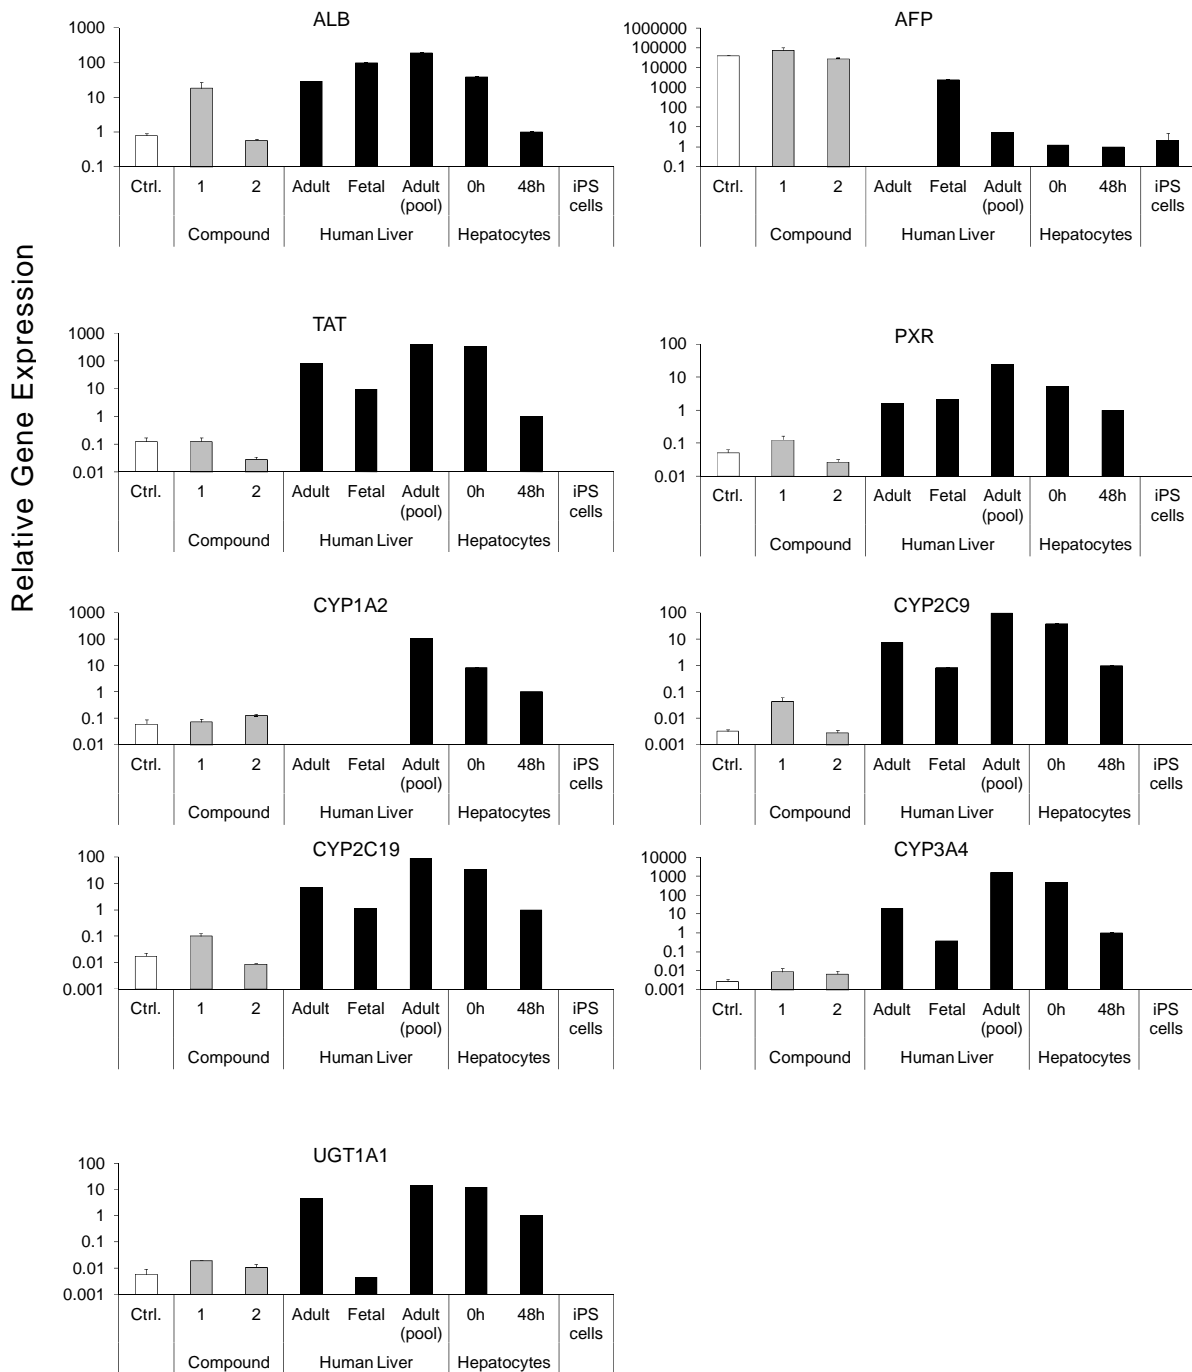 Relative Gene Expression
ALB
1000
100
10
1
0.1
Ctrl. 1 2 Adult Fetal Adult (pool) 0h 48h iPS cells
Compound Human Liver Hepatocytes
AFP
1000000
100000
10000
1000
100
10
1
0.1
Ctrl. 1 2 Adult Fetal Adult (pool) 0h 48h iPS cells
Compound Human Liver Hepatocytes
TAT
1000
100
10
1
0.1
0.01
Ctrl. 1 2 Adult Fetal Adult (pool) 0h 48h iPS cells
Compound Human Liver Hepatocytes
PXR
100
10
1
0.1
0.01
Ctrl. 1 2 Adult Fetal Adult (pool) 0h 48h iPS cells
Compound Human Liver Hepatocytes
CYP1A2
1000
100
10
1
0.1
0.01
Ctrl. 1 2 Adult Fetal Adult (pool) 0h 48h iPS cells
Compound Human Liver Hepatocytes
CYP2C9
100
10
1
0.1
0.01
0.001
Ctrl. 1 2 Adult Fetal Adult (pool) 0h 48h iPS cells
Compound Human Liver Hepatocytes
CYP2C19
100
10
1
0.1
0.01
0.001
Ctrl. 1 2 Adult Fetal Adult (pool) 0h 48h iPS cells
Compound Human Liver Hepatocytes
CYP3A4
10000
1000
100
10
1
0.1
0.01
0.001
Ctrl. 1 2 Adult Fetal Adult (pool) 0h 48h iPS cells
Compound Human Liver Hepatocytes
UGT1A1
100
10
1
0.1
0.01
0.001
Ctrl. 1 2 Adult Fetal Adult (pool) 0h 48h iPS cells
Compound Human Liver Hepatocytes